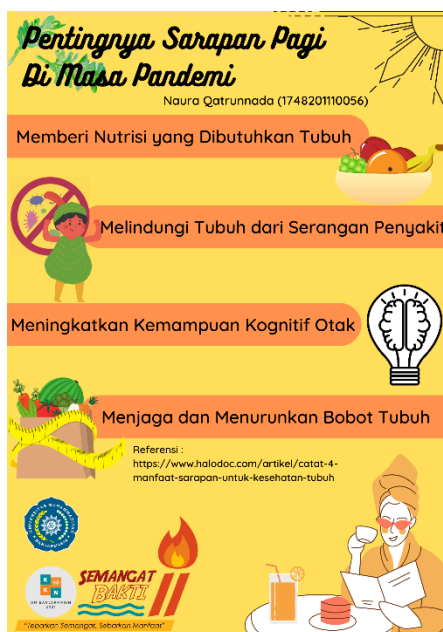 Pentingnya Sarapan Pagi
Di Masa Pandemi
Naura Qatrunnada (1748201110056)
Memberi Nutrisi yang Dibutuhkan Tubuh
Melindungi Tubuh dari Serangan Penyakit
Meningkatkan Kemampuan Kognitif Otak
Menjaga dan Menurunkan Bobot Tubuh
Referensi :
https://www.halodoc.com/artikel/catat-4-
manfaat-sarapan-untuk-kesehatan-tubuh
SEMANGAT
BAKTI
"Tebarkan Semangat, Sebarkan Manfaat"